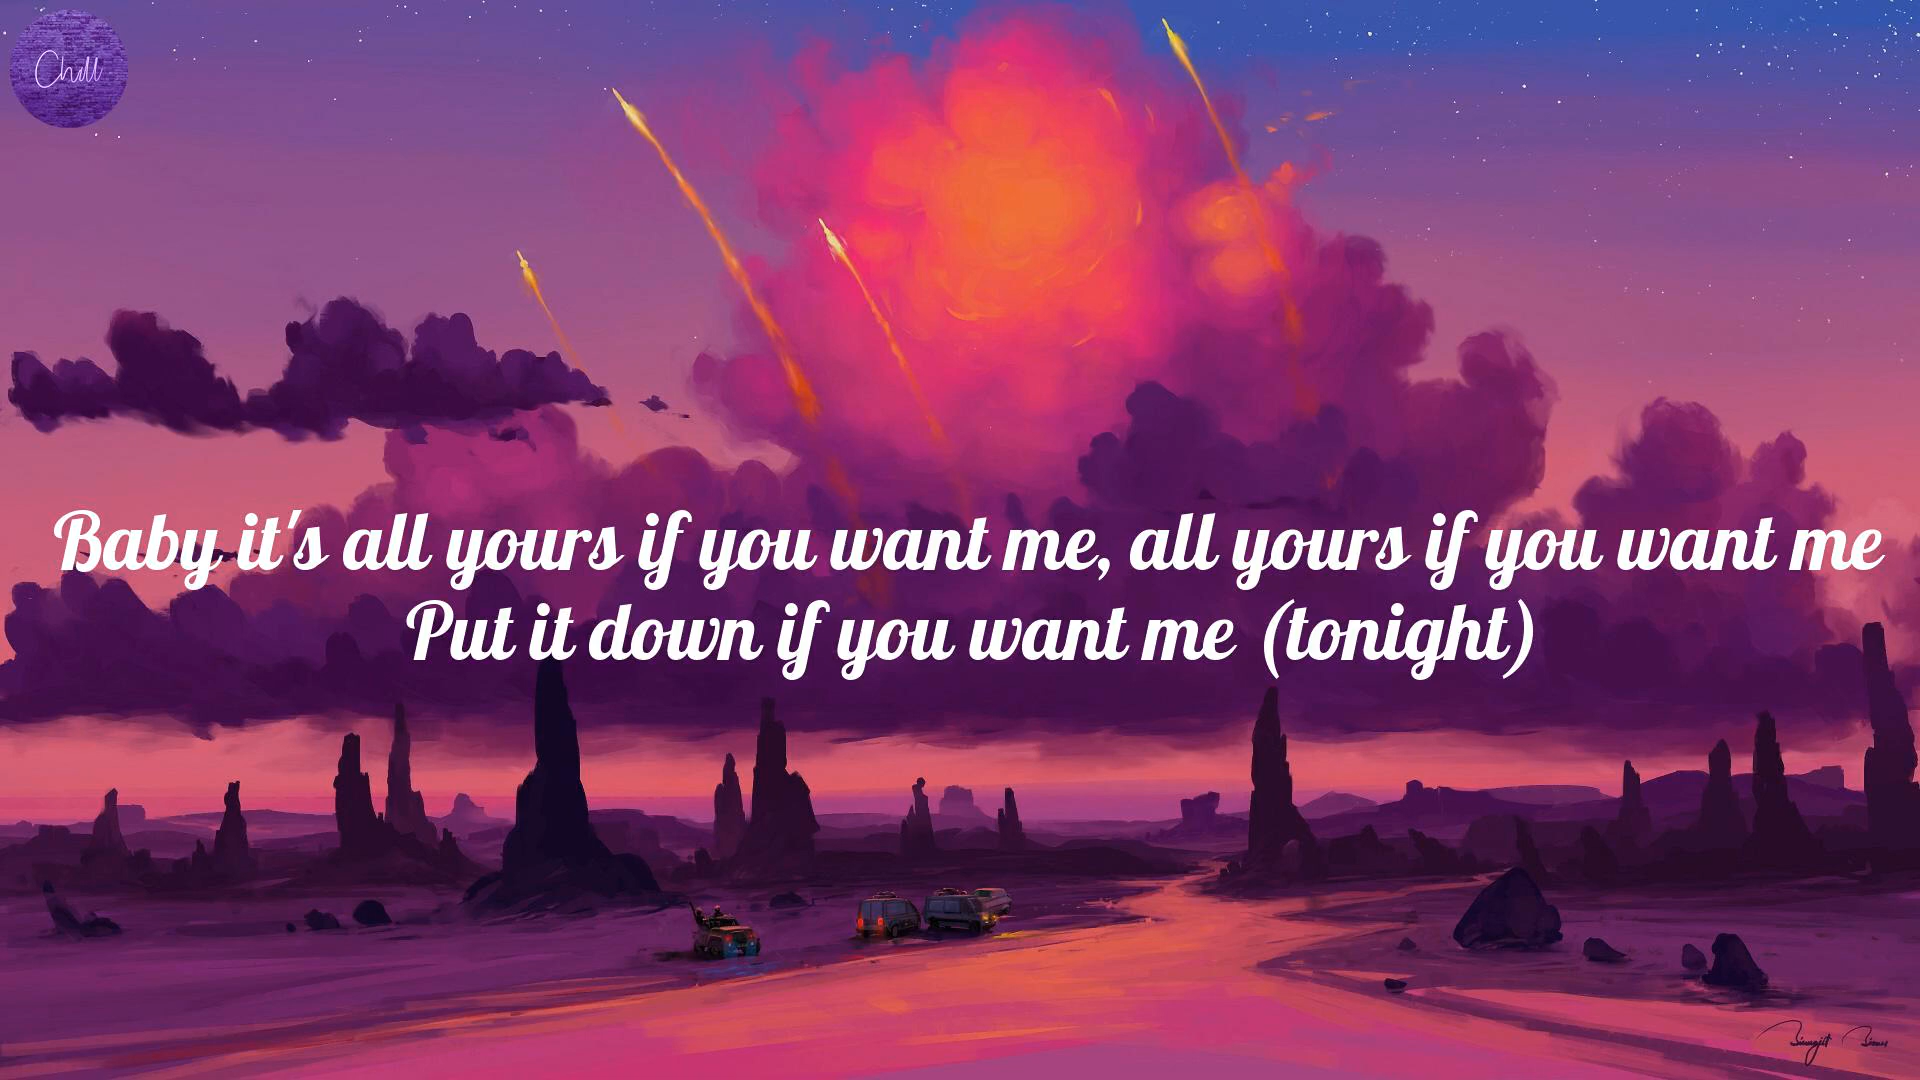 Chill
Baby it's all yours if you want me, all yours if you want me
Put it down if you want me (tonight)